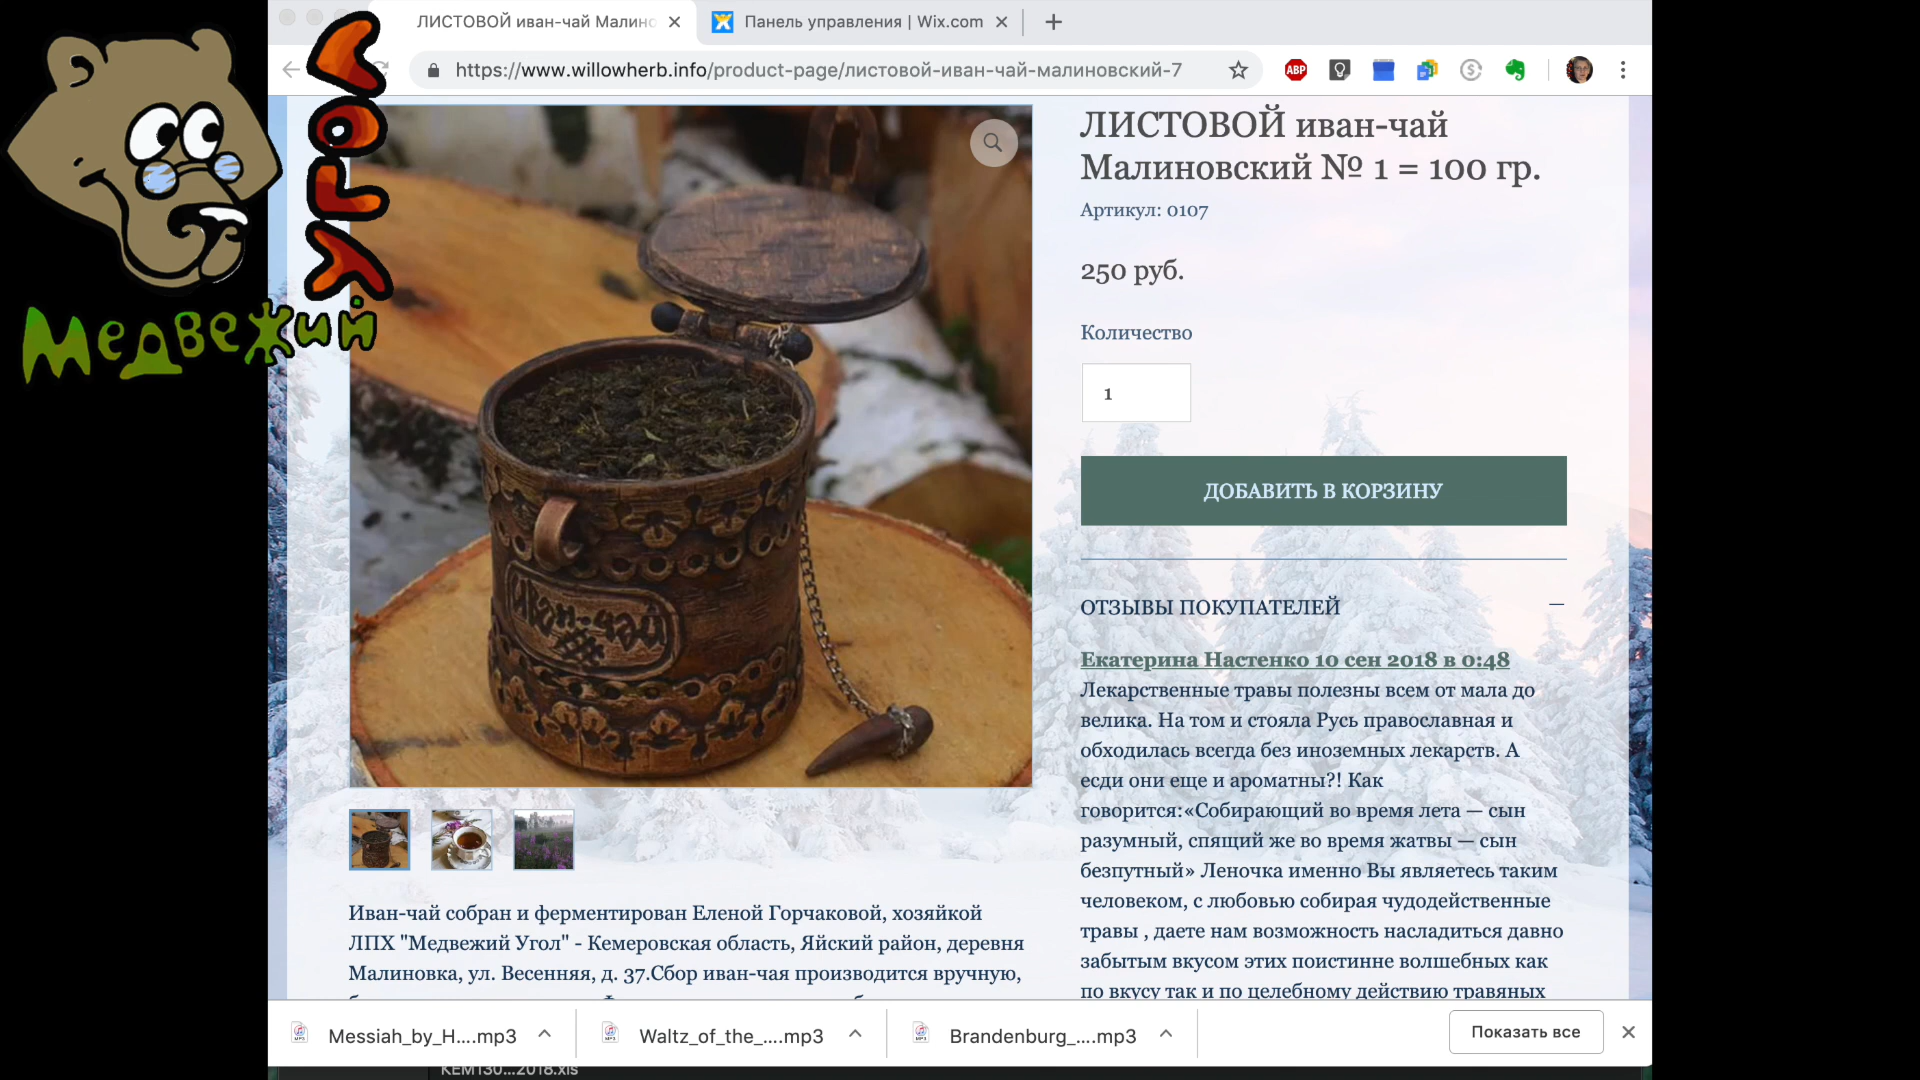 ЛИСТОВОЙ иван-чай Малино
Панель управления | Wix.com
https://www.willowherb.info/product-page/листовой-иван-чай-малиновский-7
ABP
Медвежий
Угол
Иван-чай
ЛИСТОВОЙ иван-чай
Малиновский № 1 = 100 гр.
Артикул: 0107
250 руб.
Количество
1
ДОБАВИТЬ В КОРЗИНУ
ОТЗЫВЫ ПОКУПАТЕЛЕЙ
Екатерина Настенко 10 сен 2018 в 0:48
Лекарственные травы полезны всем от мала до
велика. На том и стояла Русь православная и
обходилась всегда без иноземных лекарств. А
есди они еще и ароматны?! Как
говорится:«Собирающий во время лета — сын
разумный, спящий же во время жатвы — сын
безпутный» Леночка именно Вы являетесь таким
человеком, с любовью собирая чудодейственные
травы , даете нам возможность насладиться давно
забытым вкусом этих поистинне волшебных как
по вкусу так и по целебному действию травяных
Иван-чай собран и ферментирован Еленой Горчаковой, хозяйкой
ЛПХ "Медвежий Угол" - Кемеровская область, Яйский район, деревня
Малиновка, ул. Весенняя, д. 37.Сбор иван-чая производится вручную,
Messiah_by_H....mp3
Waltz_of_the_....mp3
Brandenburg_....mp3
Показать все
KEM130...2018.xls